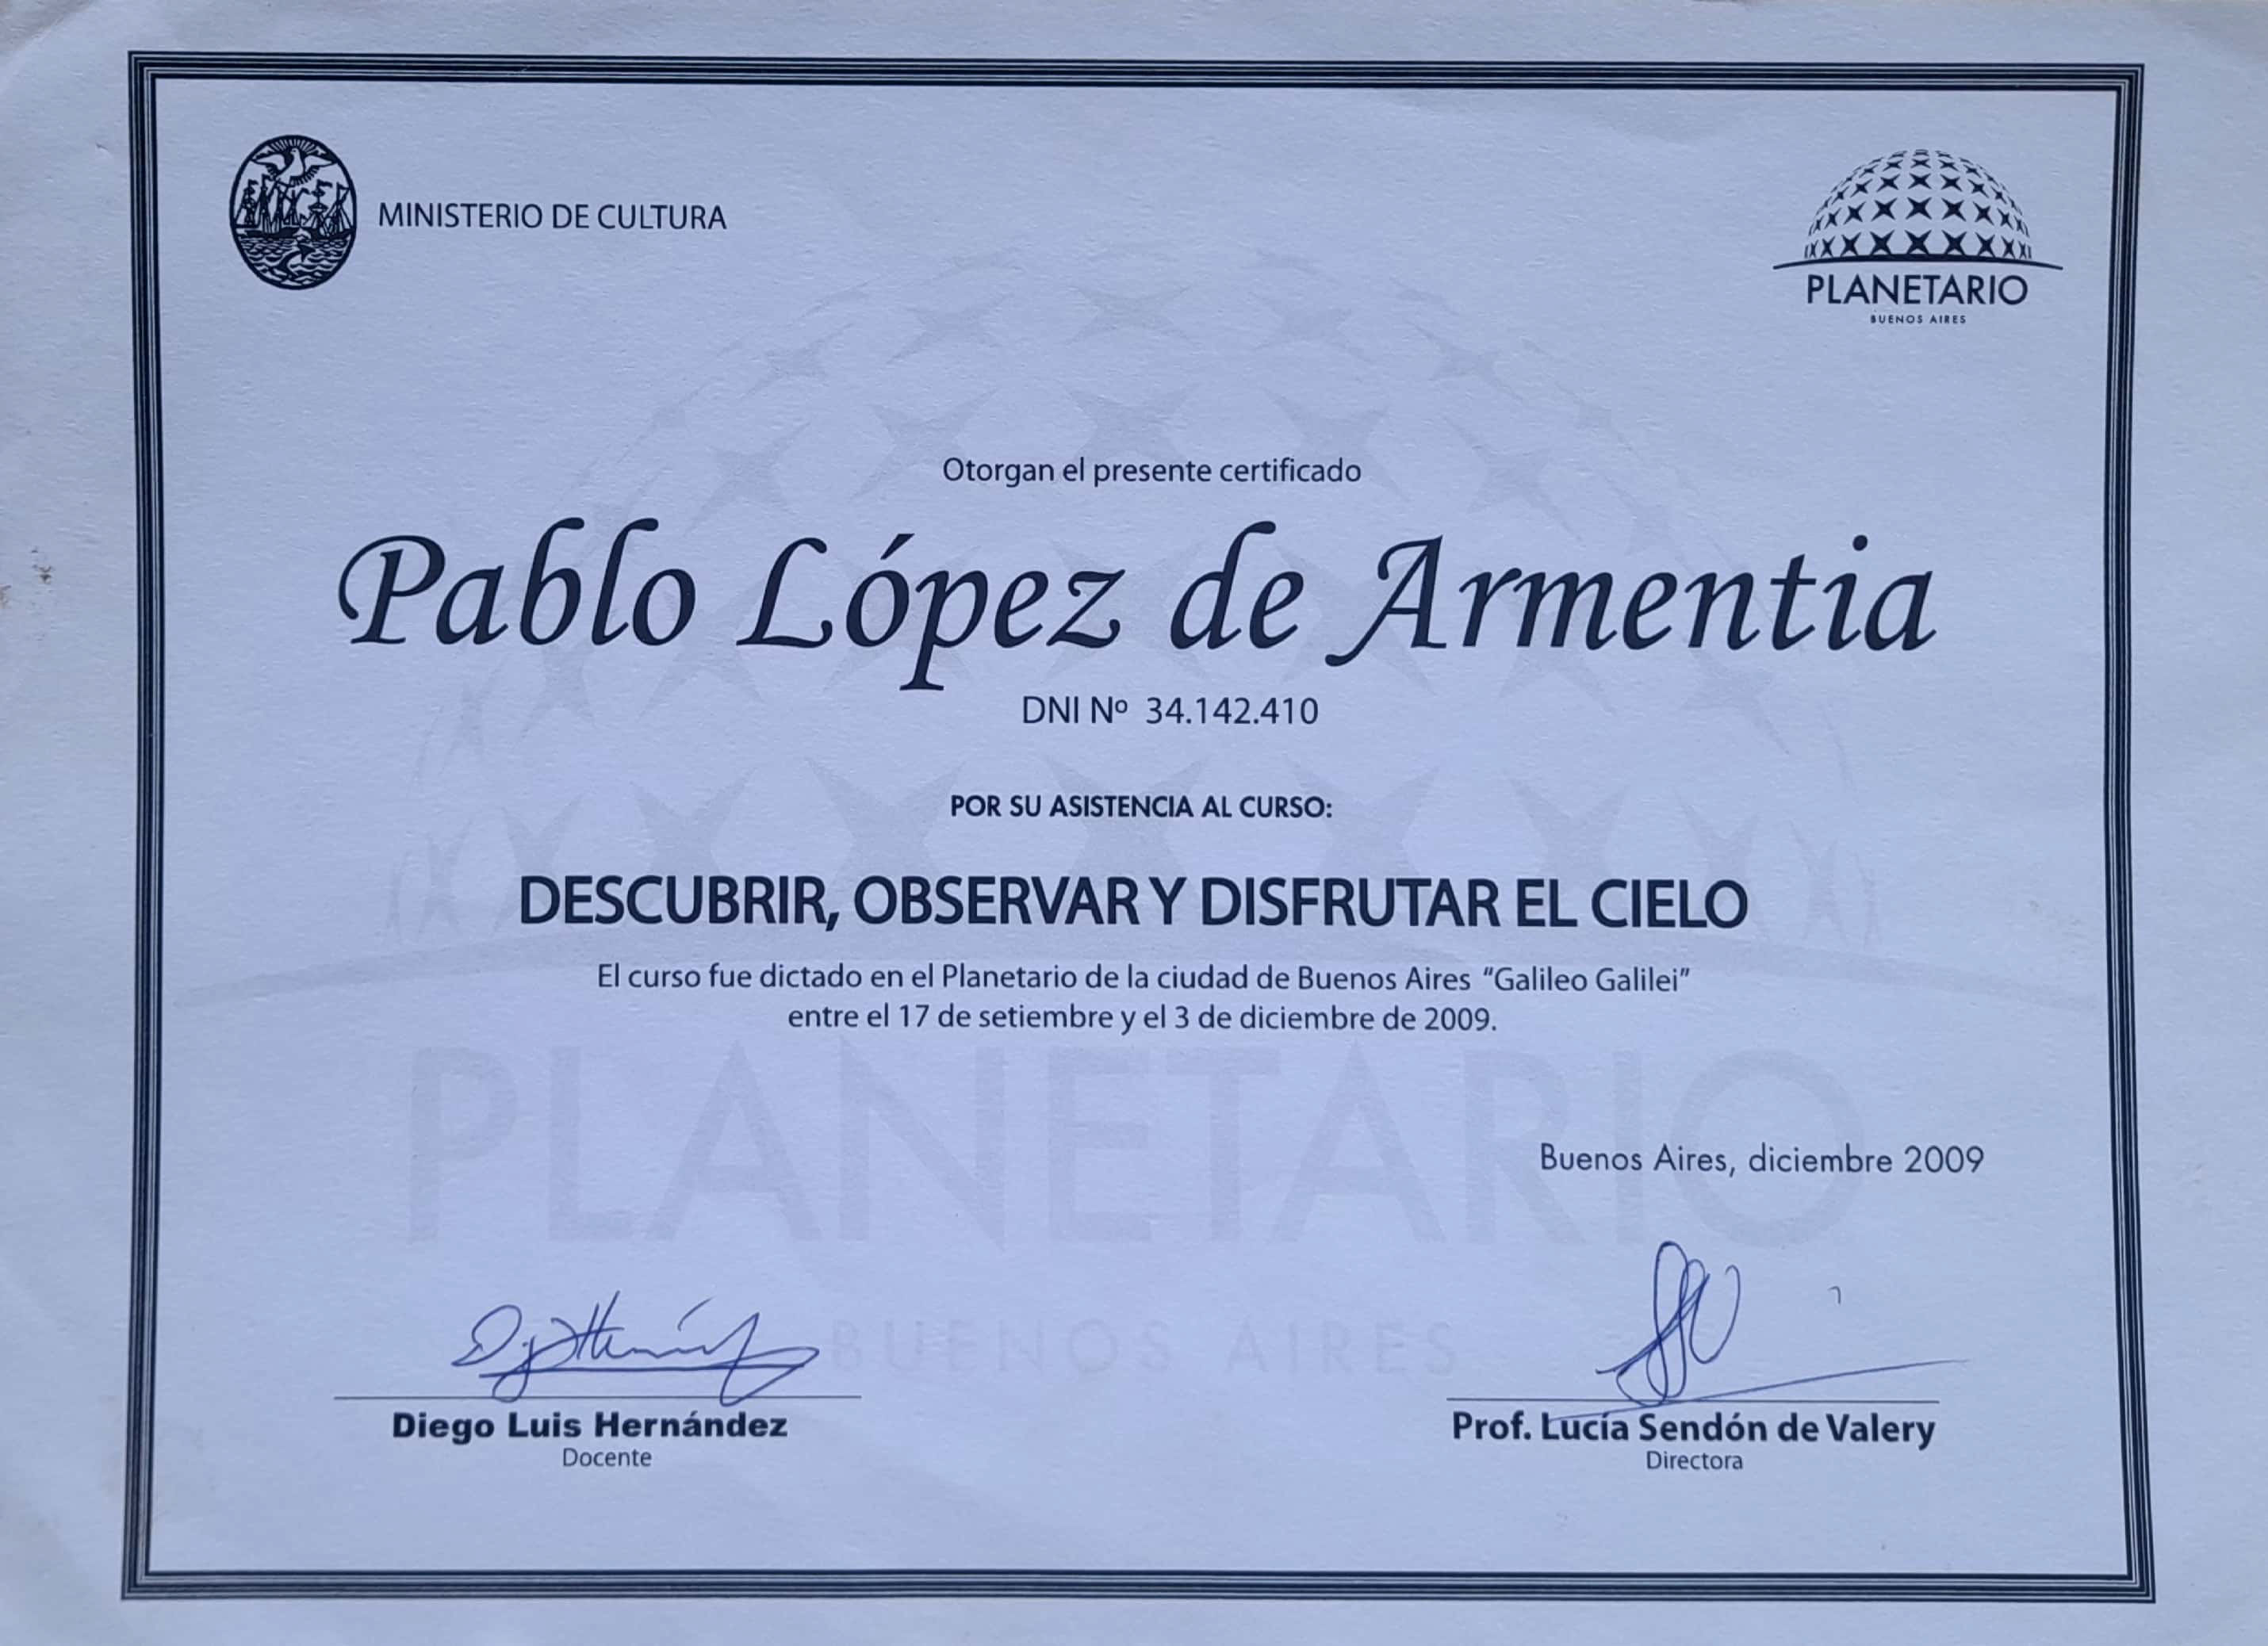 MINISTERIO DE CULTURA
PLANETARIO
BUENOS AIRES
Otorgan el presente certificado
Pablo López de Armentia
DNI Nº 34.142.410
POR SU ASISTENCIA AL CURSO:
DESCUBRIR, OBSERVAR Y DISFRUTAR EL CIELO
El curso fue dictado en el Planetario de la ciudad de Buenos Aires “Galileo Galilei”
entre el 17 de setiembre y el 3 de diciembre de 2009.
PLANETARIO
BUENOS AIRES
Buenos Aires, diciembre 2009
Diego Luis Hernández
Docente
Prof. Lucía Sendón de Valery
Directora